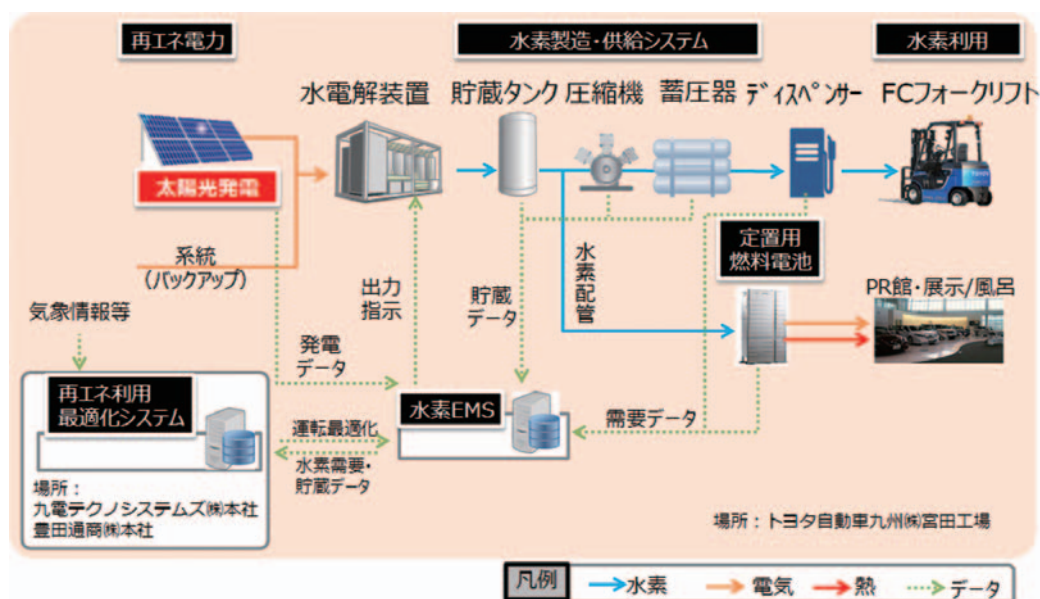 再エネ電力
水素製造・供給システム
水素利用
水電解装置
貯蔵タンク
圧縮機
蓄圧器
ディスペンサー
FCフォークリフト
太陽光発電
系統
(バックアップ)
気象情報等
出力
指示
発電
データ
貯蔵
データ
水素配管
定置用
燃料電池
PR館・展示/風呂
再エネ利用
最適化システム
運転最適化
水素需要・
貯蔵データ
水素EMS
需要データ
場所：
九電テクノシステムズ㈱本社
豊田通商㈱本社
場所：トヨタ自動車九州㈱宮田工場
凡例
水素
電気
熱
データ